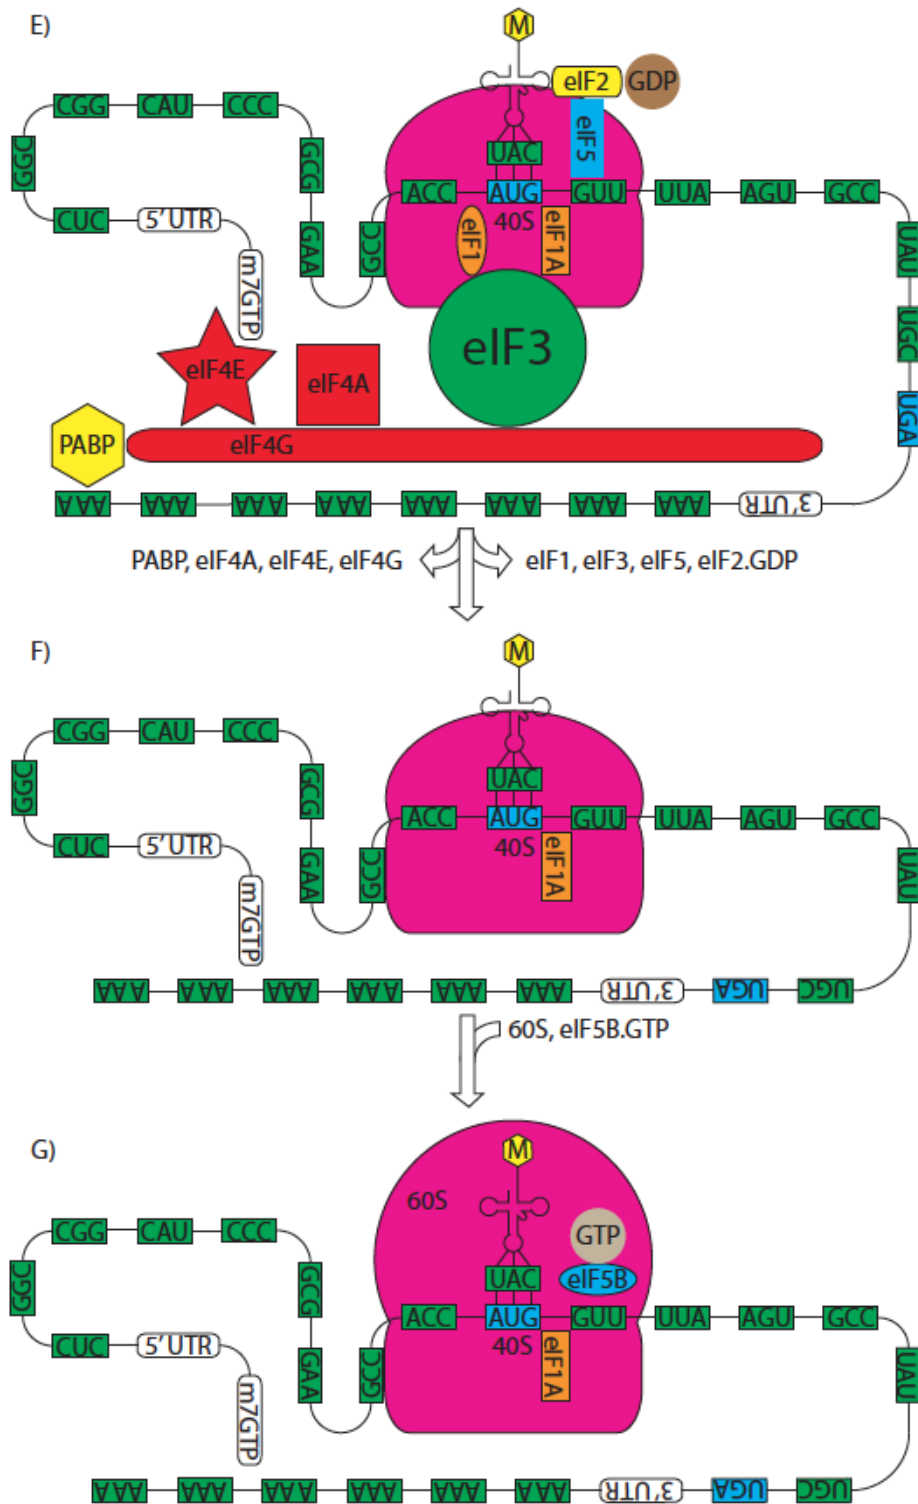 E)
M
eIF2 GDP
CGG CAU CCC
eIF5
GGC GCG UAC
ACC AUG GUU UUA AGU GCC
CUC 5' UTR GAA GCC eIF1 40S eIF1A UAU
m7GTP
UGC
eIF4E eIF4A eIF3
UGA
PABP eIF4G
AAA AAA AAA AAA AAA AAA AAA AAA 3' UTR
PABP, eIF4A, eIF4E, eIF4G eIF1, eIF3, eIF5, eIF2.GDP
F)
M
CGG CAU CCC
GGC GCG UAC
ACC AUG GUU UUA AGU GCC
CUC 5' UTR GAA GCC 40S eIF1A UAU
m7GTP
AAA AAA AAA AAA AAA AAA 3' UTR UGA UGC
60S, eIF5B.GTP
G)
M
60S
CGG CAU CCC GTP
GGC GCG UAC eIF5B
ACC AUG GUU UUA AGU GCC
CUC 5' UTR GAA GCC 40S eIF1A UAU
m7GTP
AAA AAA AAA AAA AAA AAA 3' UTR UGA UGC